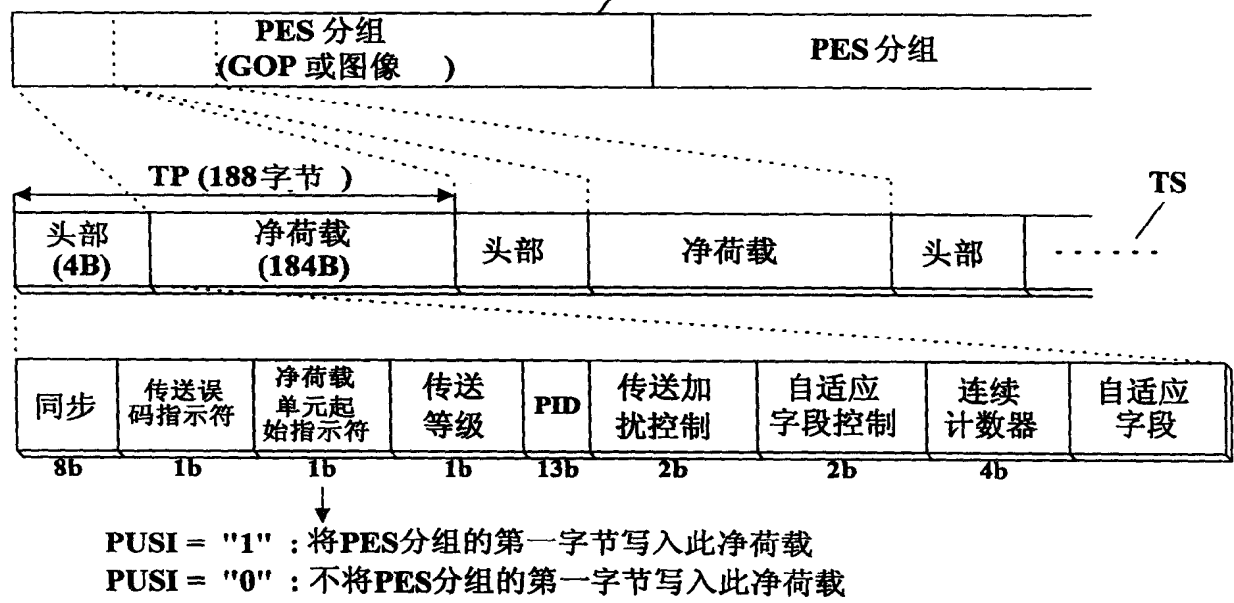 PES 分组
(GOP 或图像 )
PES 分组
TP (188字节 )
TS
头部
(4B)
净荷载
(184B)
头部
净荷载
头部
同步
传送误
码指示符
净荷载
单元起
始指示符
传送
等级
PID
传送加
扰控制
自适应
字段控制
连续
计数器
自适应
字段
8b
1b
1b
1b
13b
2b
2b
4b
PUSI = "1" : 将PES分组的第一字节写入此净荷载
PUSI = "0" : 不将PES分组的第一字节写入此净荷载